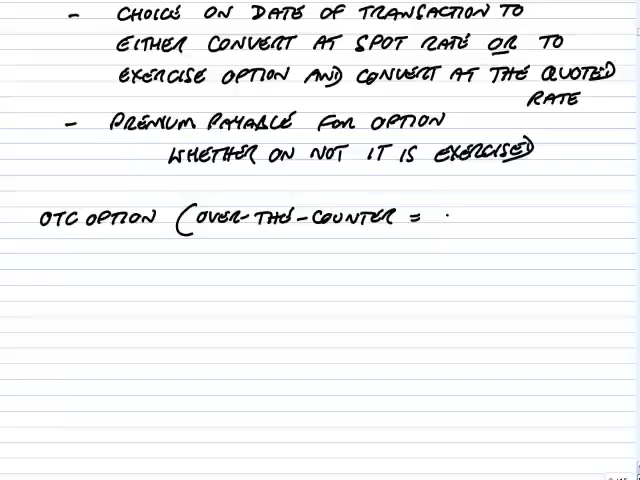 - CHOICE ON DATE OF TRANSACTION TO
EITHER CONVERT AT SPOT RATE OR TO
EXERCISE OPTION AND CONVERT AT THE QUOTED
RATE
- PREMIUM PAYABLE FOR OPTION
WHETHER ON NOT IT IS EXERCISED
OTC OPTION (OVER-THE-COUNTER =